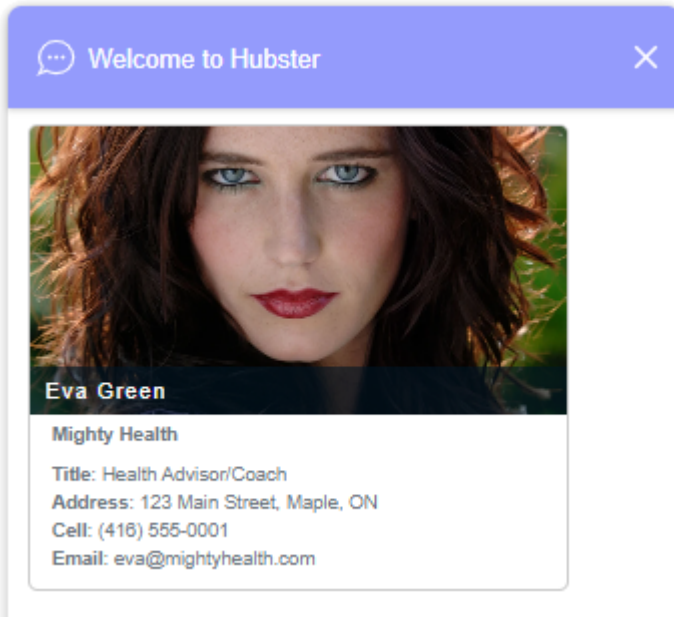 Welcome to Hubster
Eva Green
Mighty Health
Title: Health Advisor/Coach
Address: 123 Main Street, Maple, ON
Cell: (416) 555-0001
Email: eva@mightyhealth.com